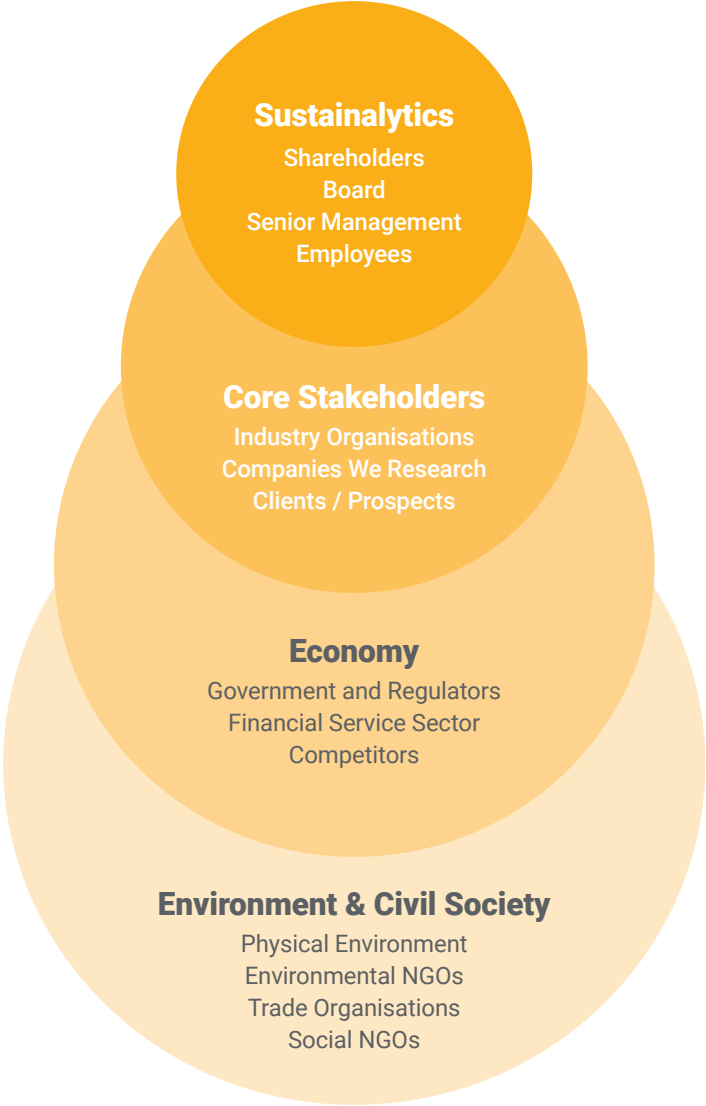 Sustainalytics
Shareholders
Board
Senior Management
Employees
Core Stakeholders
Industry Organisations
Companies We Research
Clients / Prospects
Economy
Government and Regulators
Financial Service Sector
Competitors
Environment & Civil Society
Physical Environment
Environmental NGOs
Trade Organisations
Social NGOs